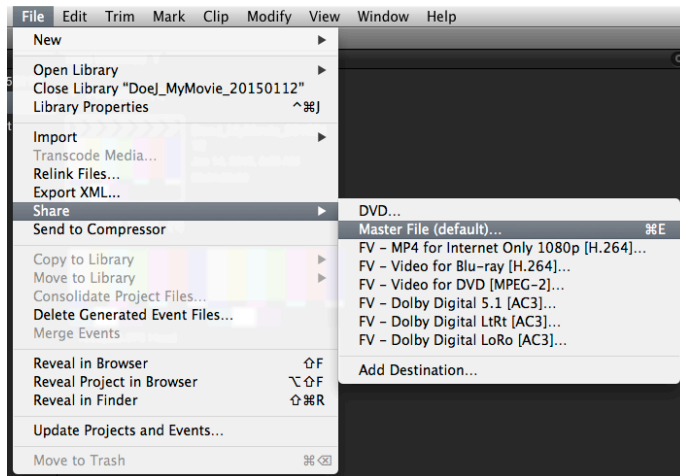 File Edit Trim Mark Clip Modify View Window Help
New
Open Library
Close Library "DoeJ_MyMovie_20150112"
Library Properties ^⌘J
Import
Transcode Media...
Relink Files...
Export XML...
Share
Send to Compressor
Copy to Library
Move to Library
Consolidate Project Files...
Delete Generated Event Files...
Merge Events
Reveal in Browser ⇧F
Reveal Project in Browser ⌥⇧F
Reveal in Finder ⇧⌘R
Update Projects and Events...
Move to Trash ⌘⌫
DVD...
Master File (default)... ⌘E
FV – MP4 for Internet Only 1080p [H.264]...
FV – Video for Blu-ray [H.264]...
FV – Video for DVD [MPEG-2]...
FV – Dolby Digital 5.1 [AC3]...
FV – Dolby Digital LtRt [AC3]...
FV – Dolby Digital LoRo [AC3]...
Add Destination...